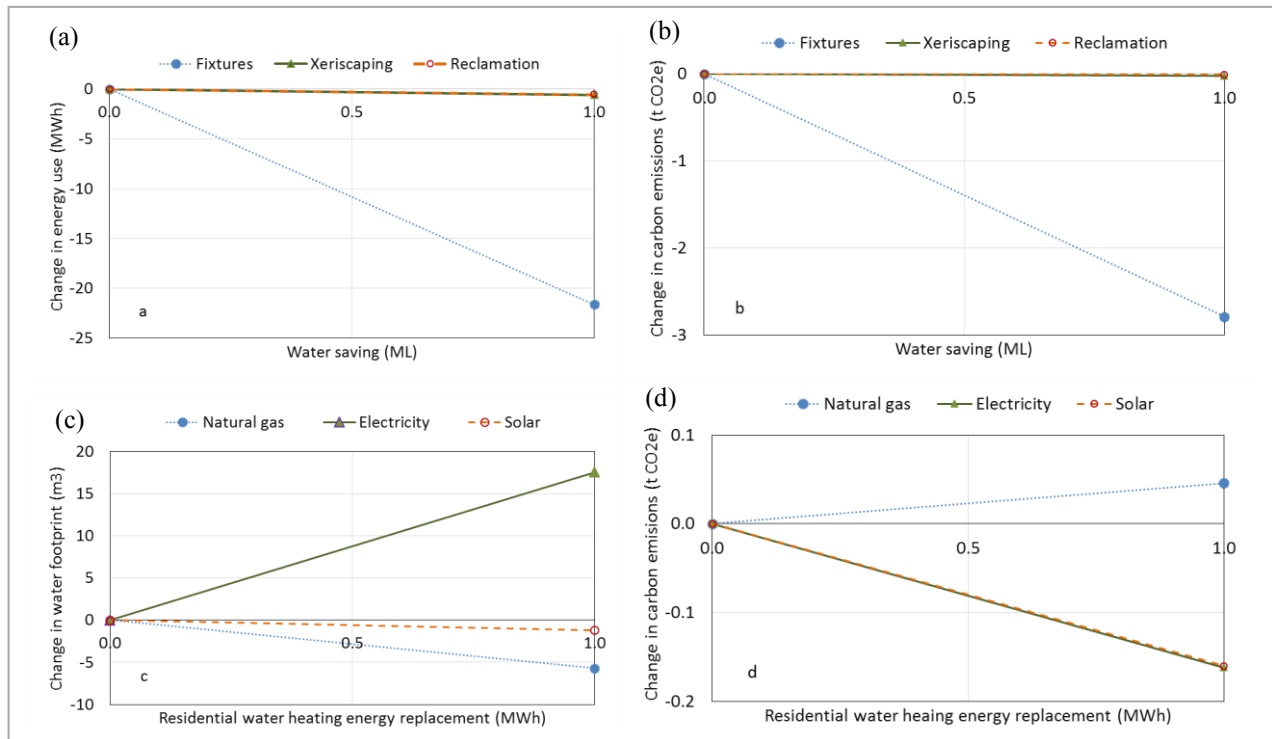 (a)
Fixtures Xeriscaping Reclamation
0
0.0 0.5 1.0
-5
-10
-15
-20
-25
Change in energy use (MWh)
a
Water saving (ML)
(b)
Fixtures Xeriscaping Reclamation
0
0.0 0.5 1.0
-1
-2
-3
Change in carbon emissions (t CO2e)
b
Water saving (ML)
(c)
Natural gas Electricity Solar
20
15
10
5
0
0.0 0.5 1.0
-5
-10
Change in water footprint (m3)
c
Residential water heating energy replacement (MWh)
(d)
Natural gas Electricity Solar
0.1
0.0
0.0 0.5 1.0
-0.1
-0.2
Change in carbon emisions (t CO2e)
d
Residential water heaing energy replacement (MWh)